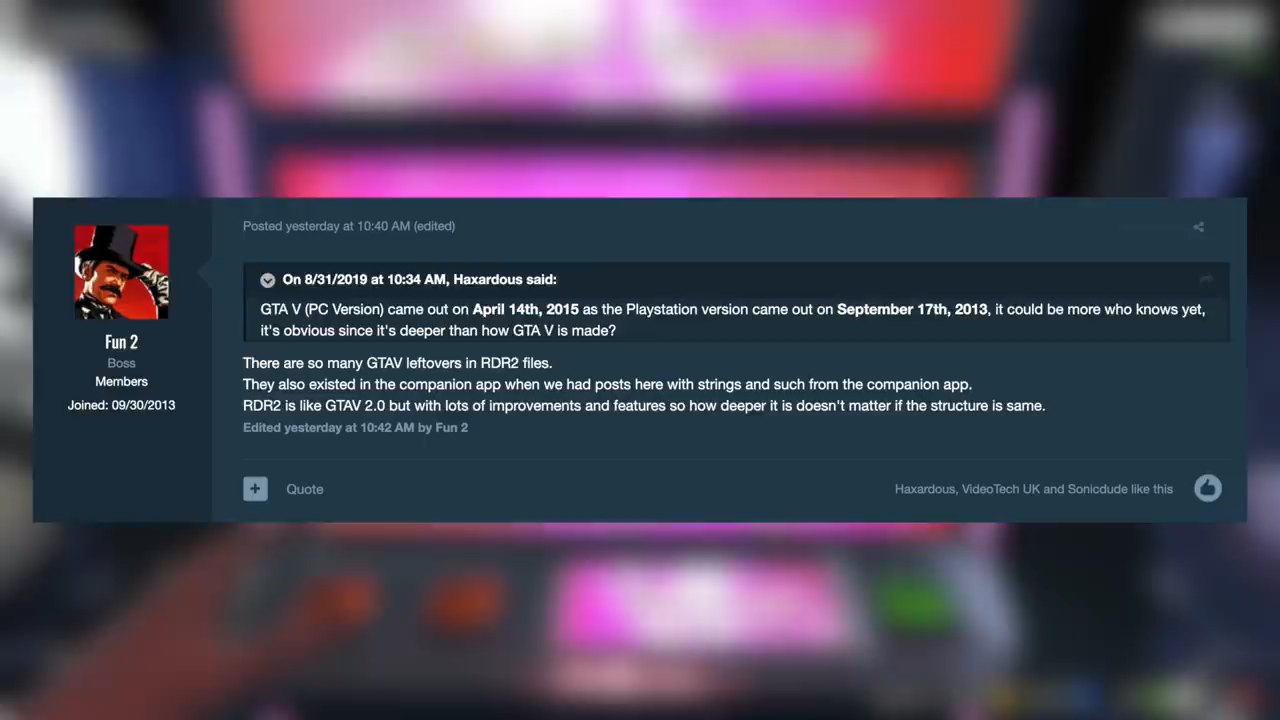 Posted yesterday at 10:40 AM (edited)
On 8/31/2019 at 10:34 AM, Haxardous said:
GTA V (PC Version) came out on April 14th, 2015 as the Playstation version came out on September 17th, 2013, it could be more who knows yet,
it's obvious since it's deeper than how GTA V is made?
Fun 2
Boss
Members
Joined: 09/30/2013
There are so many GTAV leftovers in RDR2 files.
They also existed in the companion app when we had posts here with strings and such from the companion app.
RDR2 is like GTAV 2.0 but with lots of improvements and features so how deeper it is doesn't matter if the structure is same.
Edited yesterday at 10:42 AM by Fun 2
+ Quote
Haxardous, VideoTech UK and Sonicdude like this